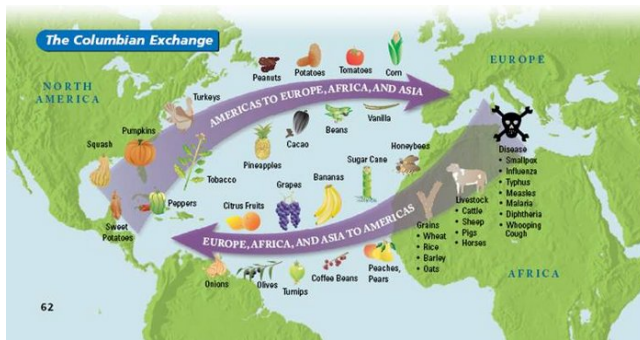 The Columbian Exchange
NORTH
AMERICA
EUROPE
AFRICA
AMERICAS TO EUROPE, AFRICA, AND ASIA
Peanuts
Potatoes
Tomatoes
Corn
Turkeys
Pumpkins
Squash
Cacao
Beans
Vanilla
Pineapples
Tobacco
Peppers
Sweet
Potatoes
Honeybees
Sugar Cane
Bananas
Grapes
Citrus Fruits
EUROPE, AFRICA, AND ASIA TO AMERICAS
Onions
Olives
Turnips
Coffee Beans
Peaches,
Pears
Grains
• Wheat
• Rice
• Barley
• Oats
Livestock
• Cattle
• Sheep
• Pigs
• Horses
Disease
• Smallpox
• Influenza
• Typhus
• Measles
• Malaria
• Diphtheria
• Whooping
Cough
62